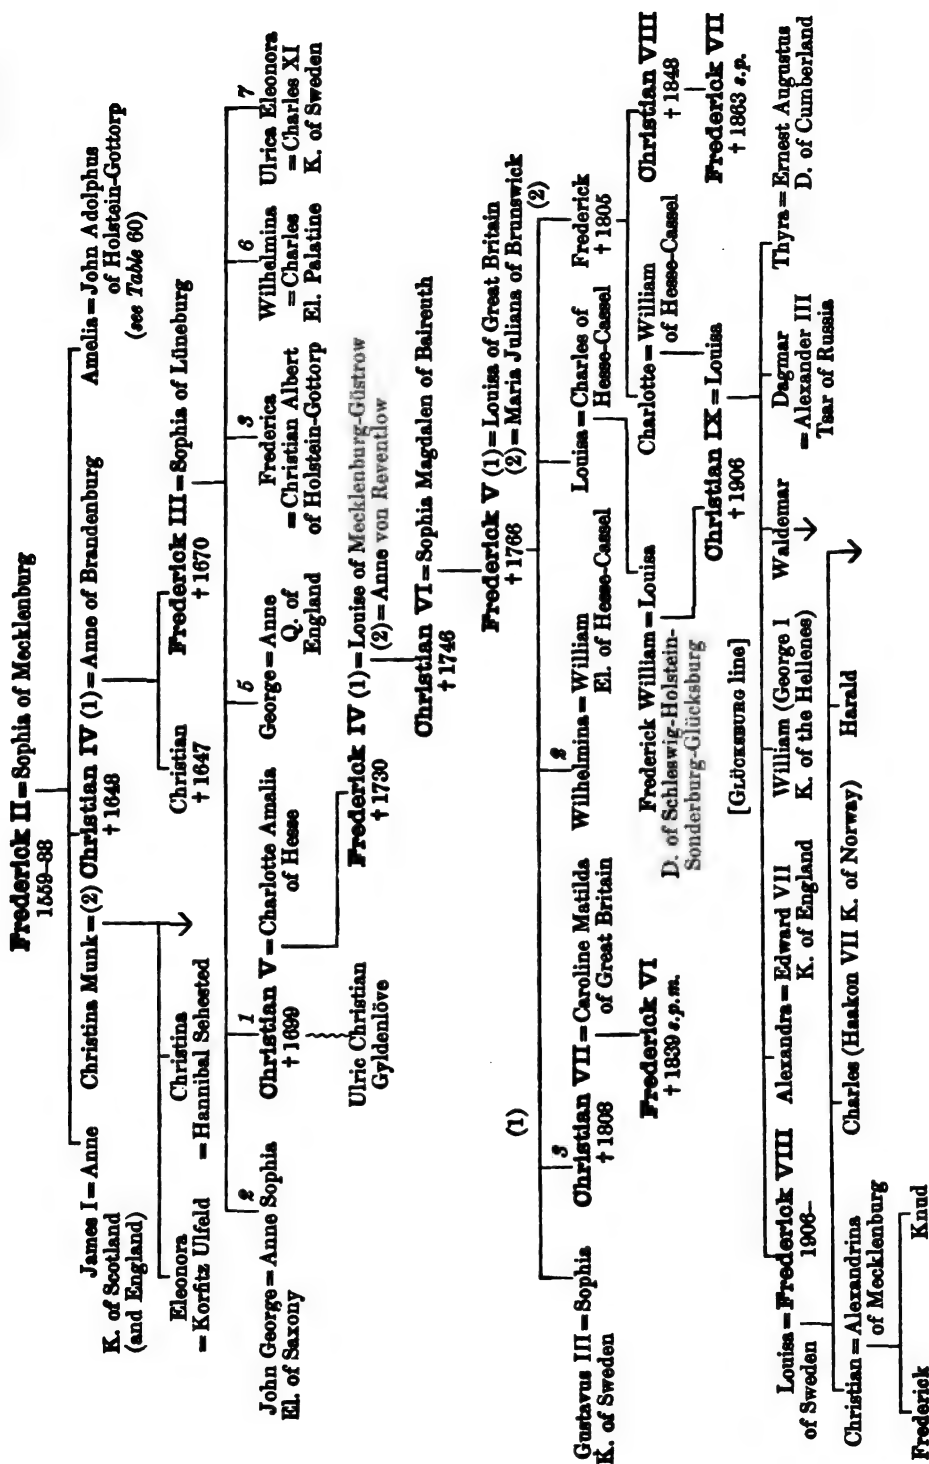 Frederick II = Sophia of Mecklenburg
1559–88
James I = Anne
K. of Scotland
(and England)
Christina Munk = (2) Christian IV (1) = Anne of Brandenburg
† 1648
Amelia = John Adolphus
of Holstein-Gottorp
(see Table 60)
Eleonora
= Korfitz Ulfeld
Christina
= Hannibal Sehested
Christian
† 1647
Frederick III = Sophia of Lüneburg
† 1670
2
1
5
3
6
7
John George = Anne Sophia
El. of Saxony
Christian V = Charlotte Amalia
† 1699
of Hesse
George = Anne
Q. of
England
Frederica
= Christian Albert
of Holstein-Gottorp
Wilhelmina
= Charles
El. Palatine
Ulrica Eleonora
= Charles XI
K. of Sweden
Ulric Christian
Gyldenlöve
Frederick IV (1) = Louise of Mecklenburg-Güstrow
† 1730
(2) = Anne von Reventlow
Christian VI = Sophia Magdalen of Baireuth
† 1746
Frederick V (1) = Louisa of Great Britain
† 1766
(2) = Maria Juliana of Brunswick
(1)
(2)
3
2
Gustavus III = Sophia
K. of Sweden
Christian VII = Caroline Matilda
† 1808
of Great Britain
Wilhelmina = William
El. of Hesse-Cassel
Louisa = Charles of
Hesse-Cassel
Frederick
† 1805
Frederick VI
† 1839 s.p.m.
Frederick William = Louisa
D. of Schleswig-Holstein-
Sonderburg-Glücksburg
Charlotte = William
of Hesse-Cassel
Christian VIII
† 1848
Frederick VII
† 1863 s.p.
[GLÜCKSBURG line]
Christian IX = Louisa
† 1906
Louisa = Frederick VIII
of Sweden
1906–
Alexandra = Edward VII
K. of England
William (George I
K. of the Hellenes)
Waldemar
Dagmar
= Alexander III
Tsar of Russia
Thyra = Ernest Augustus
D. of Cumberland
Christian = Alexandrina
of Mecklenburg
Charles (Haakon VII K. of Norway)
Harald
Frederick
Knud